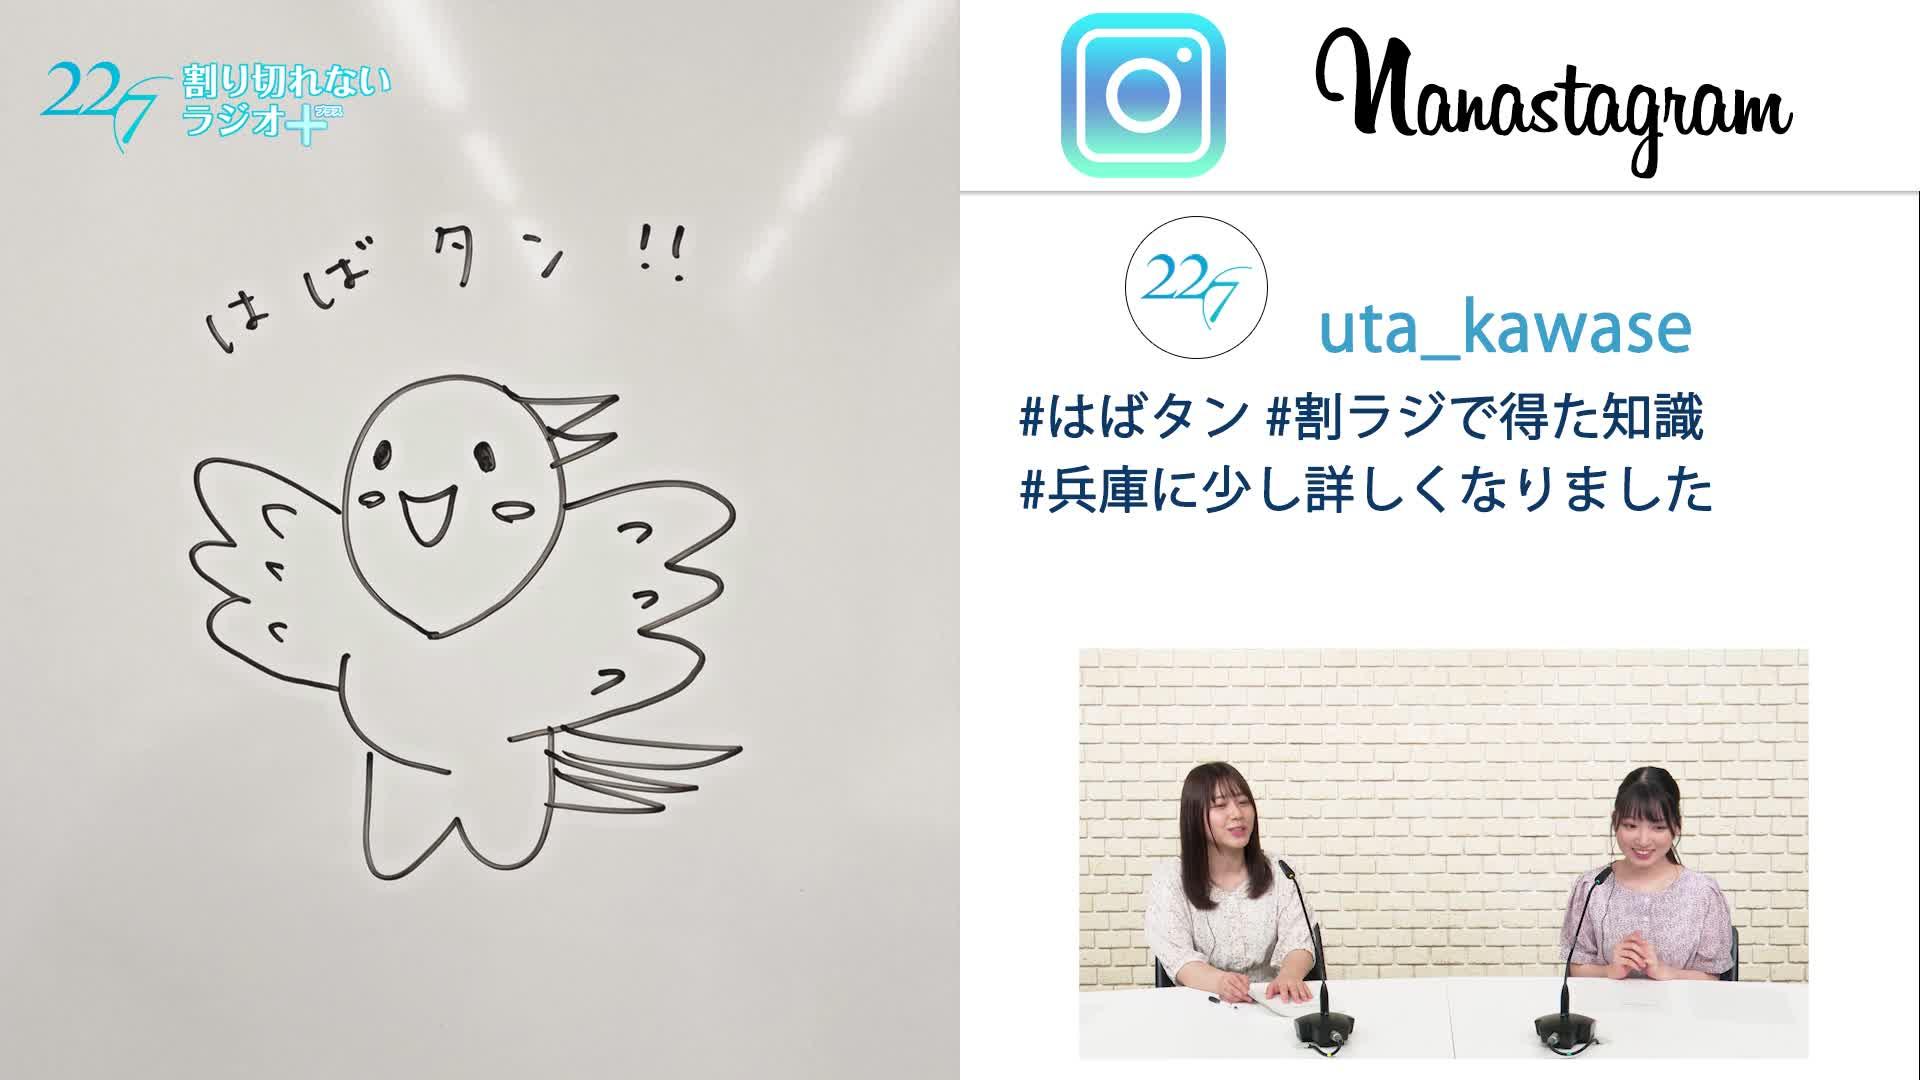 22/7 割り切れない
ラジオ+プラス
はばタン!!
Nanastagram
22/7
uta_kawase
#はばタン #割ラジで得た知識
#兵庫に少し詳しくなりました